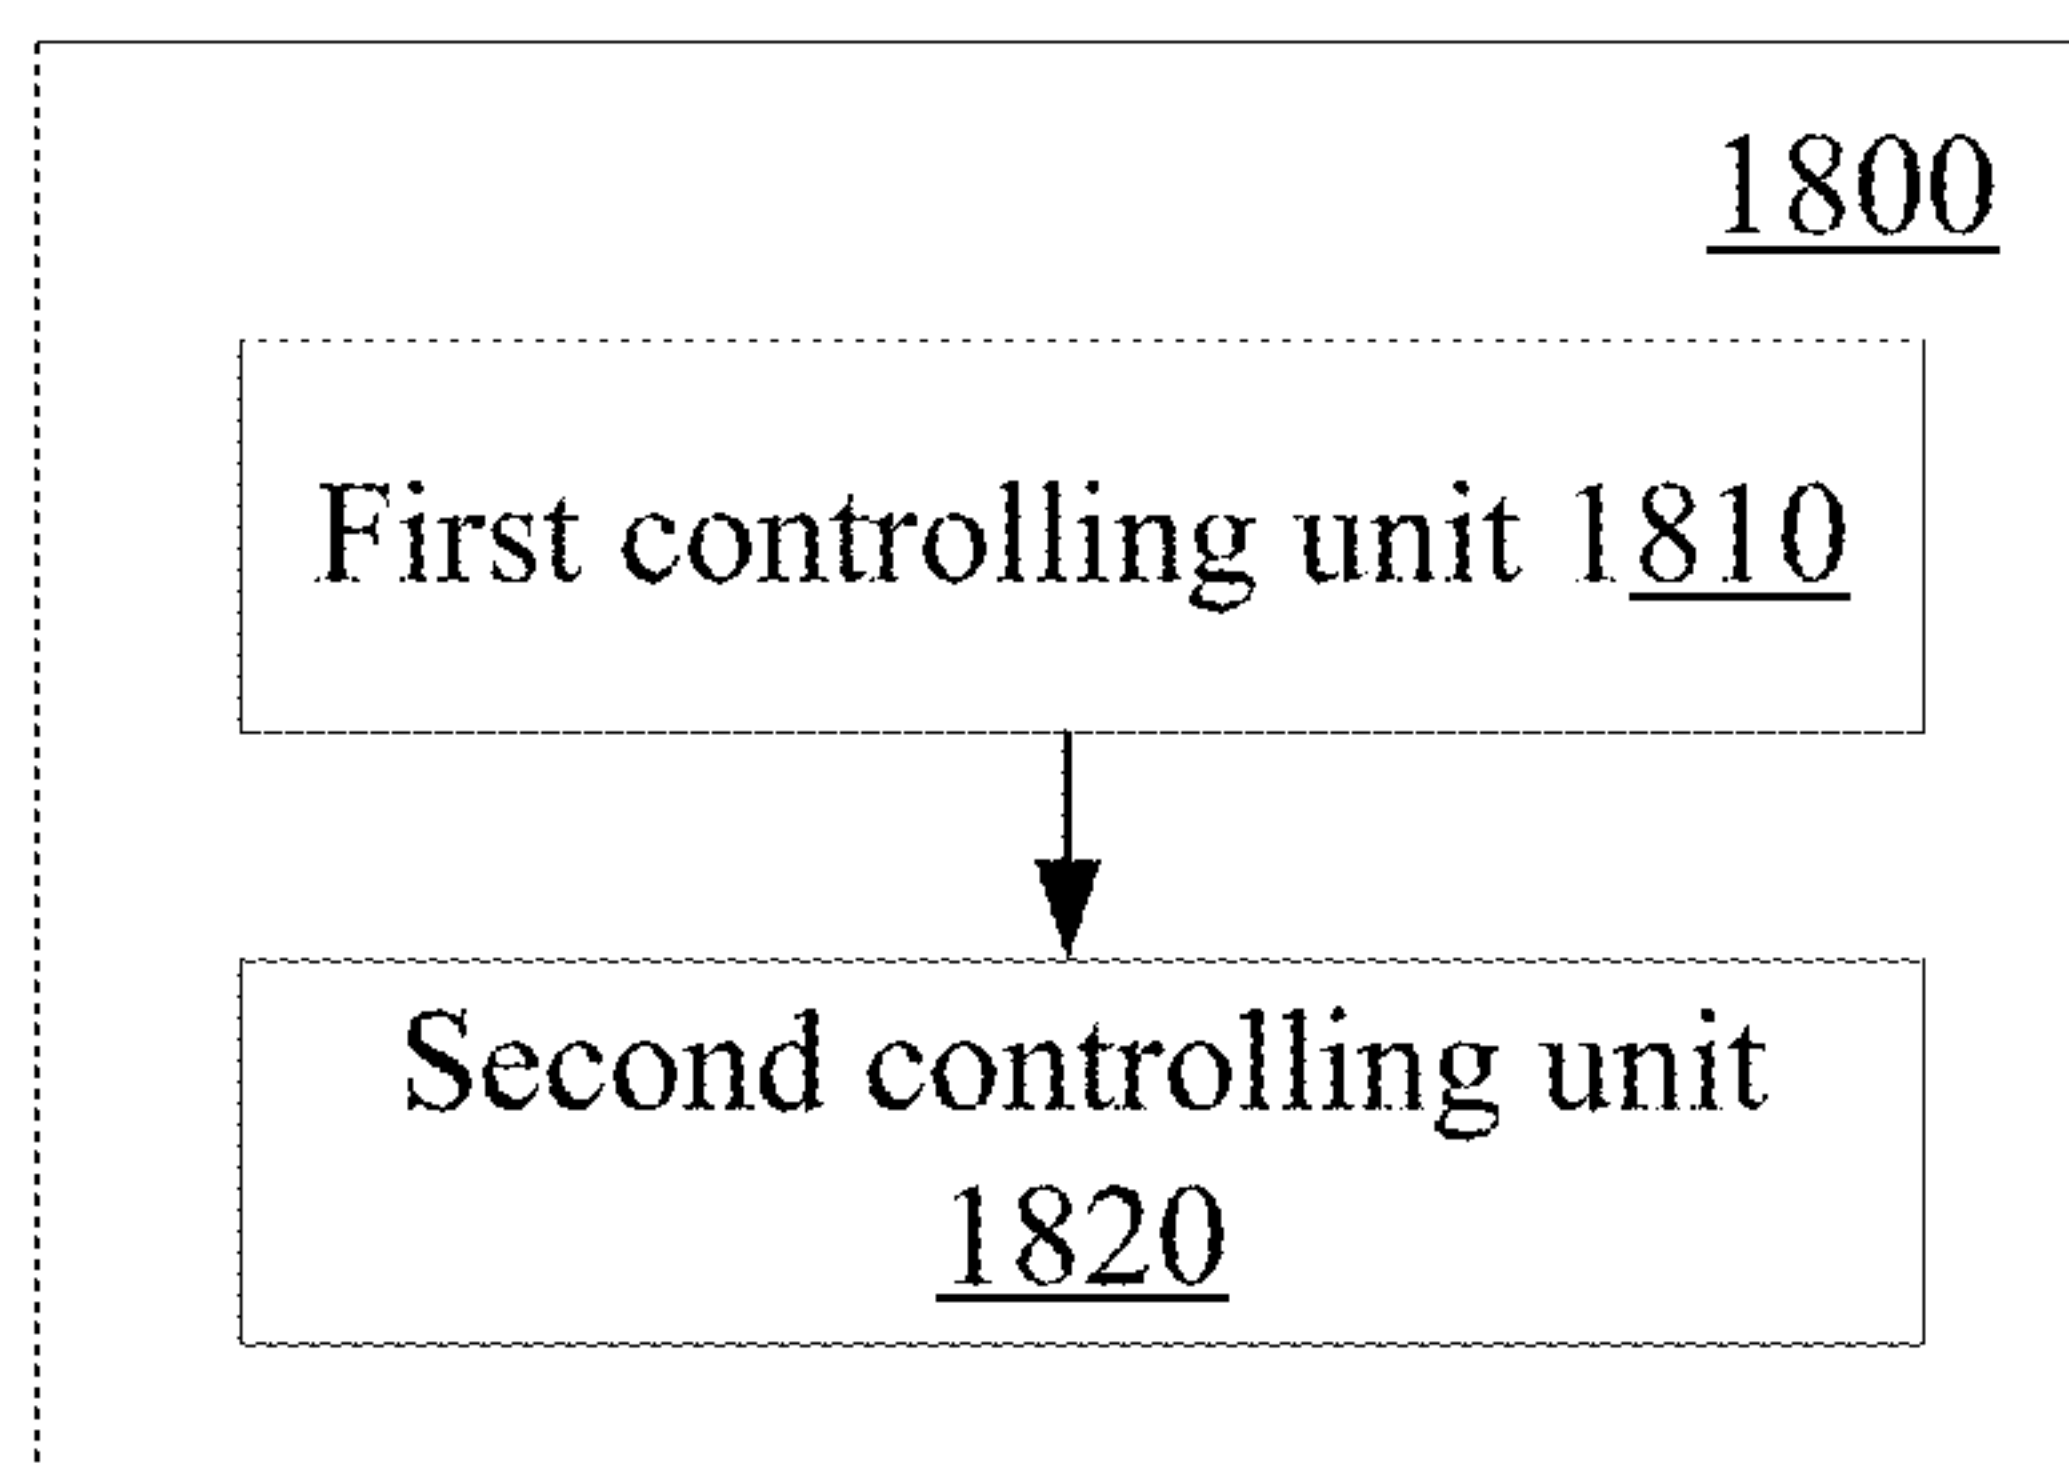 1800
First controlling unit 1810
Second controlling unit
1820